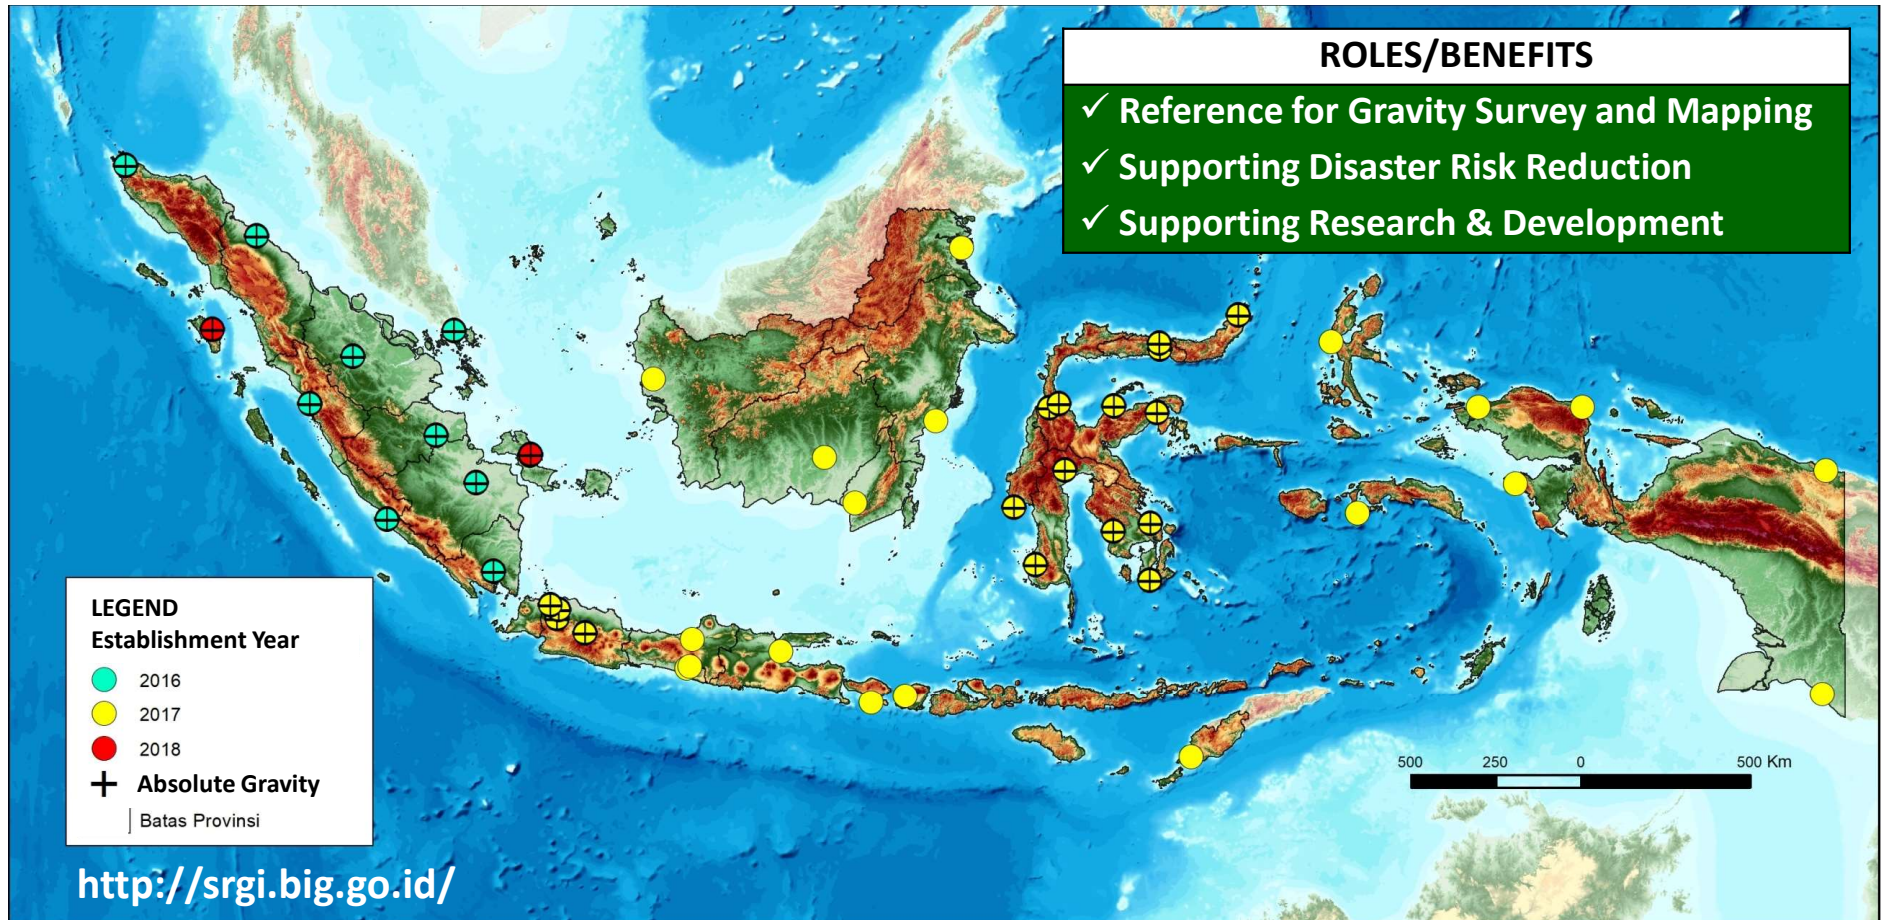 ROLES/BENEFITS
✓ Reference for Gravity Survey and Mapping
✓ Supporting Disaster Risk Reduction
✓ Supporting Research & Development
LEGEND
Establishment Year
2016
2017
2018
Absolute Gravity
Batas Provinsi
500 250 0 500 Km
http://srgi.big.go.id/